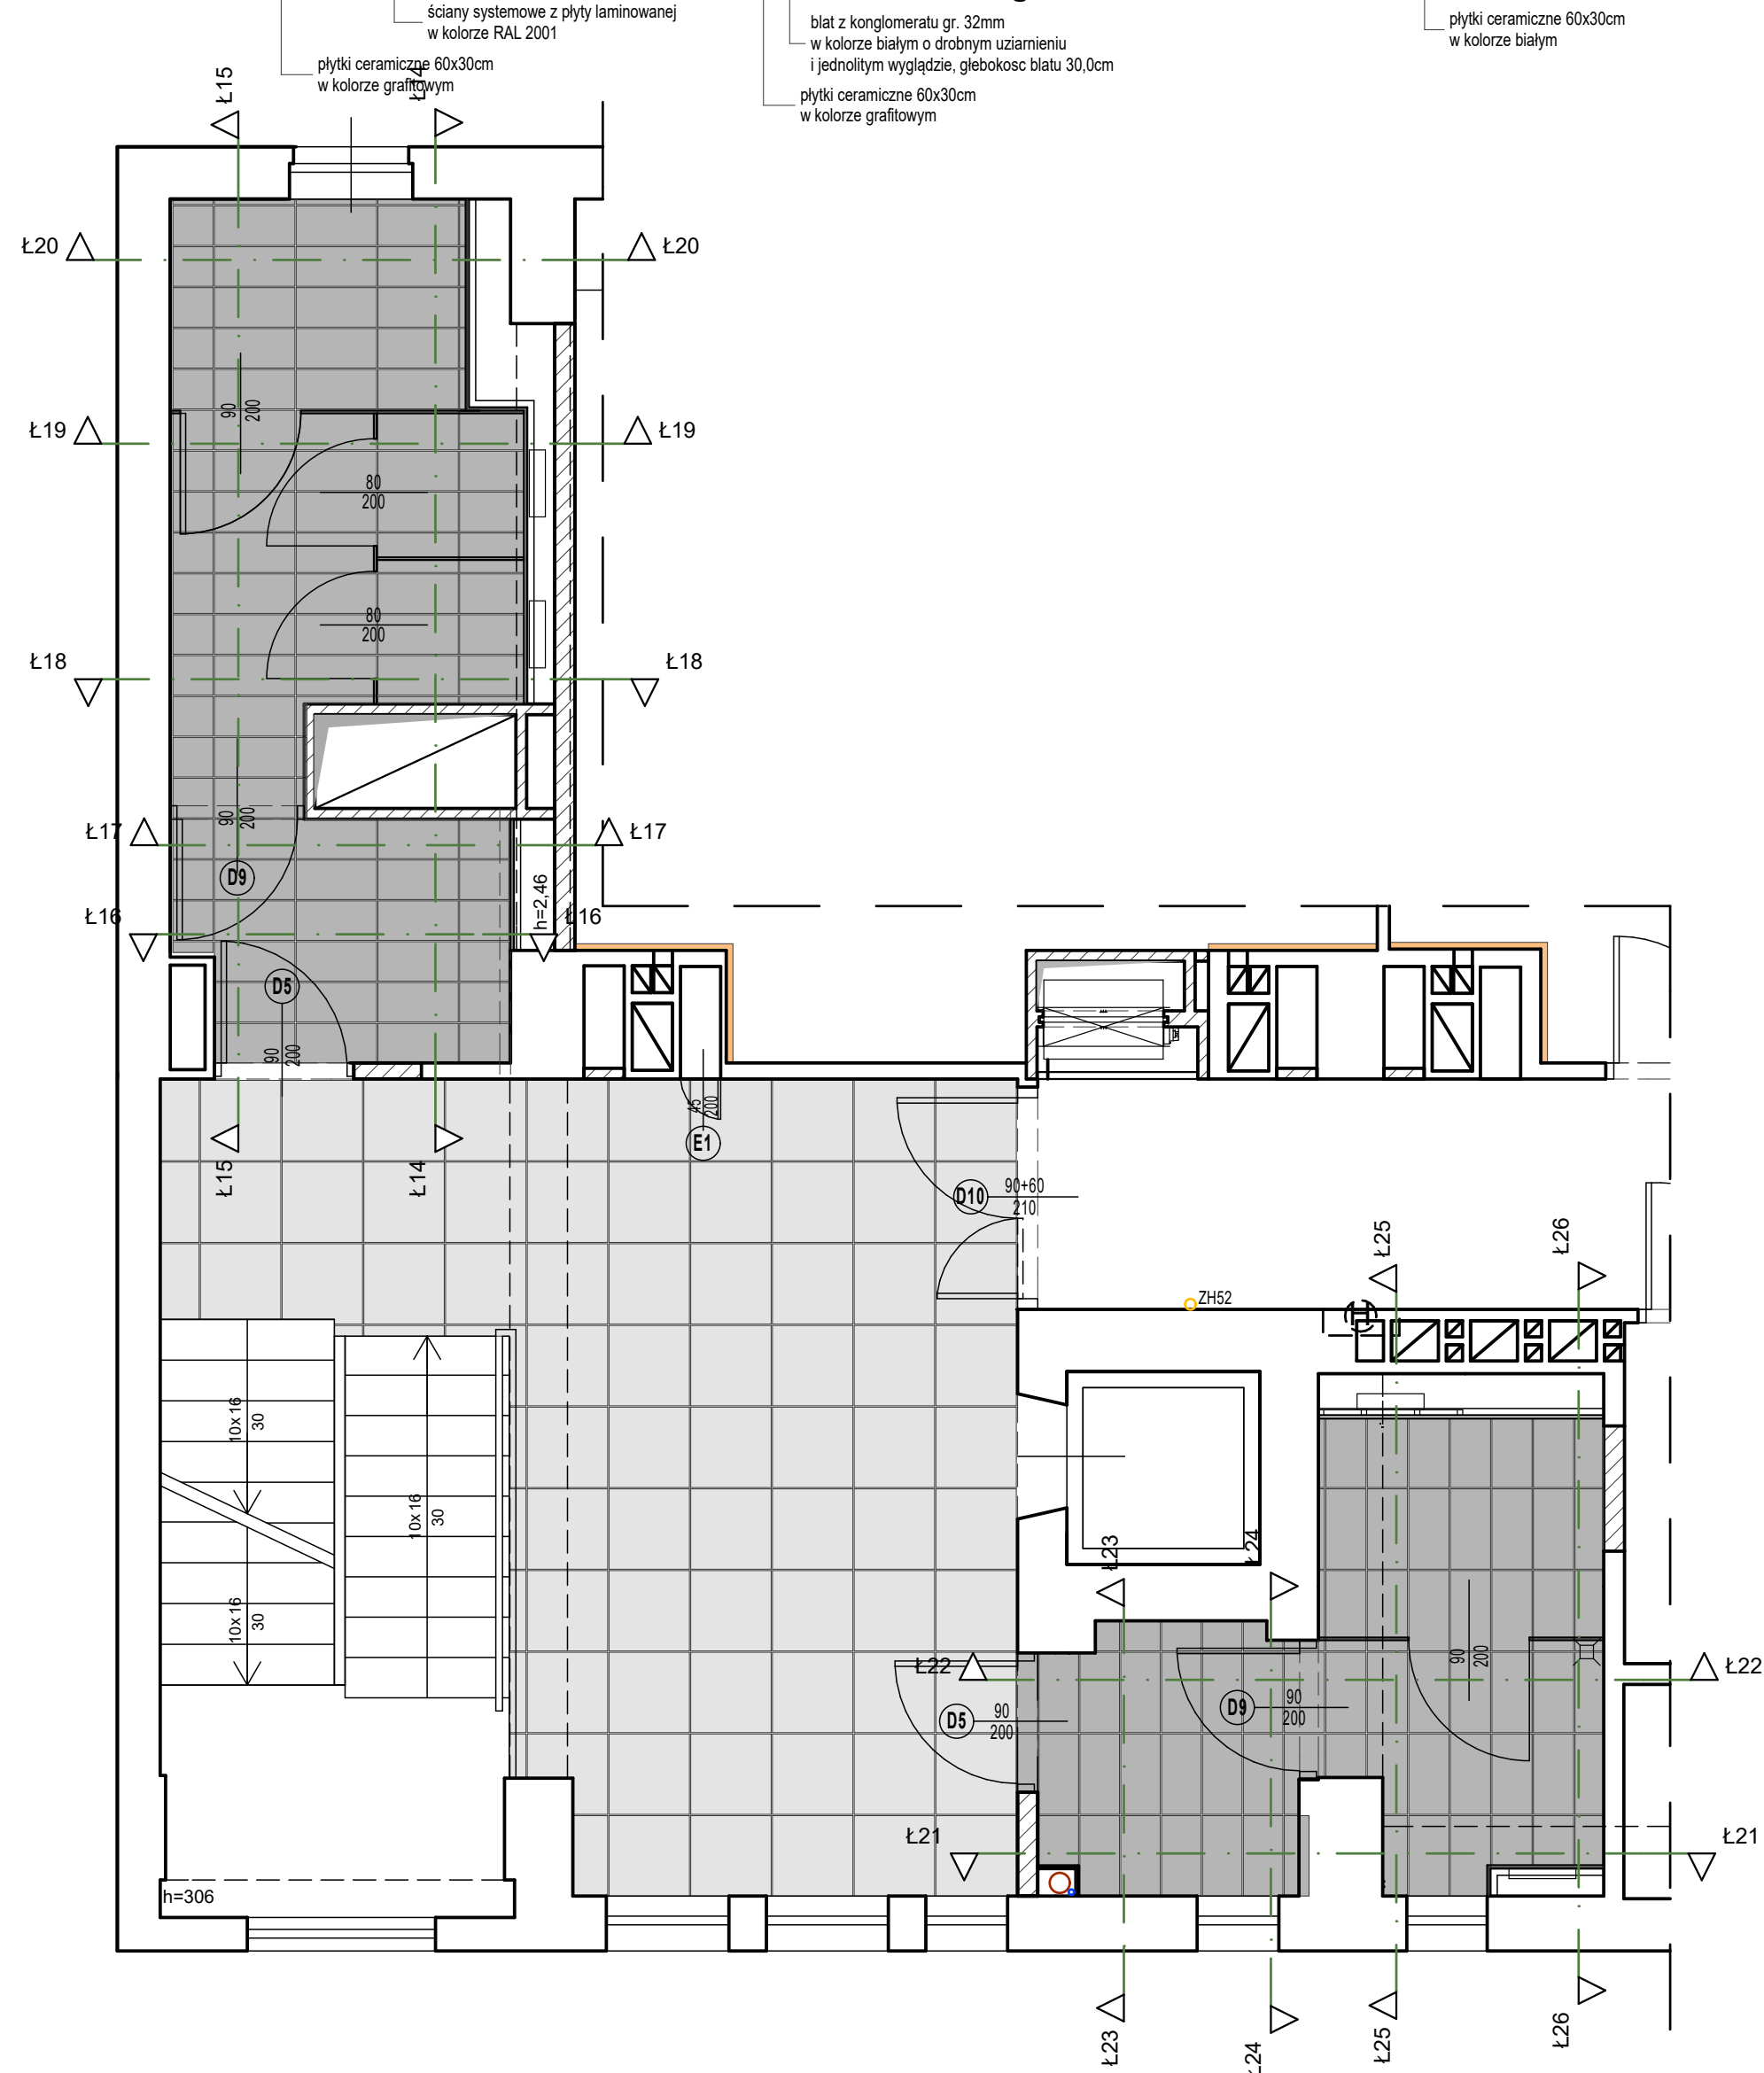 ściany systemowe z płyty laminowanej
w kolorze RAL 2001
płytki ceramiczne 60x30cm
w kolorze grafitowym
blat z konglomeratu gr. 32mm
w kolorze białym o drobnym uziarnieniu
i jednolitym wyglądzie, głebokosc blatu 30,0cm
płytki ceramiczne 60x30cm
w kolorze grafitowym
płytki ceramiczne 60x30cm
w kolorze białym
Ł15
Ł14
Ł20
Ł20
90
200
Ł19
Ł19
80
200
80
200
Ł18
Ł18
90
200
Ł17
Ł17
D9
h=2,46
Ł16
Ł16
D5
90
200
45
200
E1
Ł15
Ł14
D10
90+60
210
Ł25
Ł26
ZH52
H
10x16
30
10x16
30
10x16
30
Ł23
Ł24
Ł22
90
200
Ł22
D5
90
200
D9
90
200
Ł21
Ł21
h=306
Ł23
Ł24
Ł25
Ł26